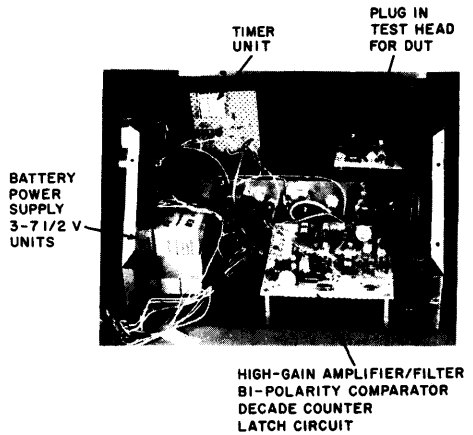 TIMER
UNIT
PLUG IN
TEST HEAD
FOR DUT
BATTERY
POWER
SUPPLY
3-7 1/2 V
UNITS
HIGH-GAIN AMPLIFIER/FILTER
BI-POLARITY COMPARATOR
DECADE COUNTER
LATCH CIRCUIT